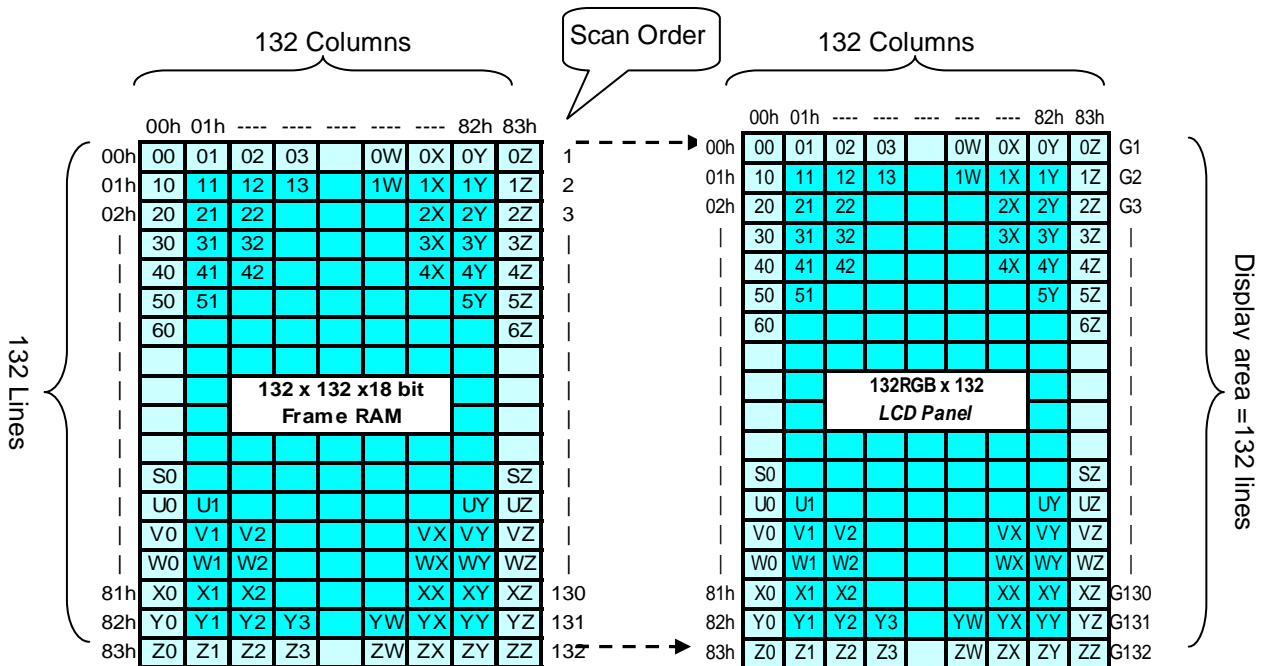 132 Columns
Scan Order
132 Columns
00h 01h ---- ---- ---- ---- ---- 82h 83h
00h 01h ---- ---- ---- ---- ---- 82h 83h
00h 00 01 02 03 0W 0X 0Y 0Z 1
00h 00 01 02 03 0W 0X 0Y 0Z G1
01h 10 11 12 13 1W 1X 1Y 1Z 2
01h 10 11 12 13 1W 1X 1Y 1Z G2
02h 20 21 22 2X 2Y 2Z 3
02h 20 21 22 2X 2Y 2Z G3
30 31 32 3X 3Y 3Z
30 31 32 3X 3Y 3Z
40 41 42 4X 4Y 4Z
40 41 42 4X 4Y 4Z
50 51 5Y 5Z
50 51 5Y 5Z
60 6Z
60 6Z
132 Lines
132 x 132 x18 bit
Frame RAM
132RGB x 132
LCD Panel
Display area =132 lines
S0 SZ
S0 SZ
U0 U1 UY UZ
U0 U1 UY UZ
V0 V1 V2 VX VY VZ
V0 V1 V2 VX VY VZ
W0 W1 W2 WX WY WZ
W0 W1 W2 WX WY WZ
81h X0 X1 X2 XX XY XZ 130
81h X0 X1 X2 XX XY XZ G130
82h Y0 Y1 Y2 Y3 YW YX YY YZ 131
82h Y0 Y1 Y2 Y3 YW YX YY YZ G131
83h Z0 Z1 Z2 Z3 ZW ZX ZY ZZ 132
83h Z0 Z1 Z2 Z3 ZW ZX ZY ZZ G132